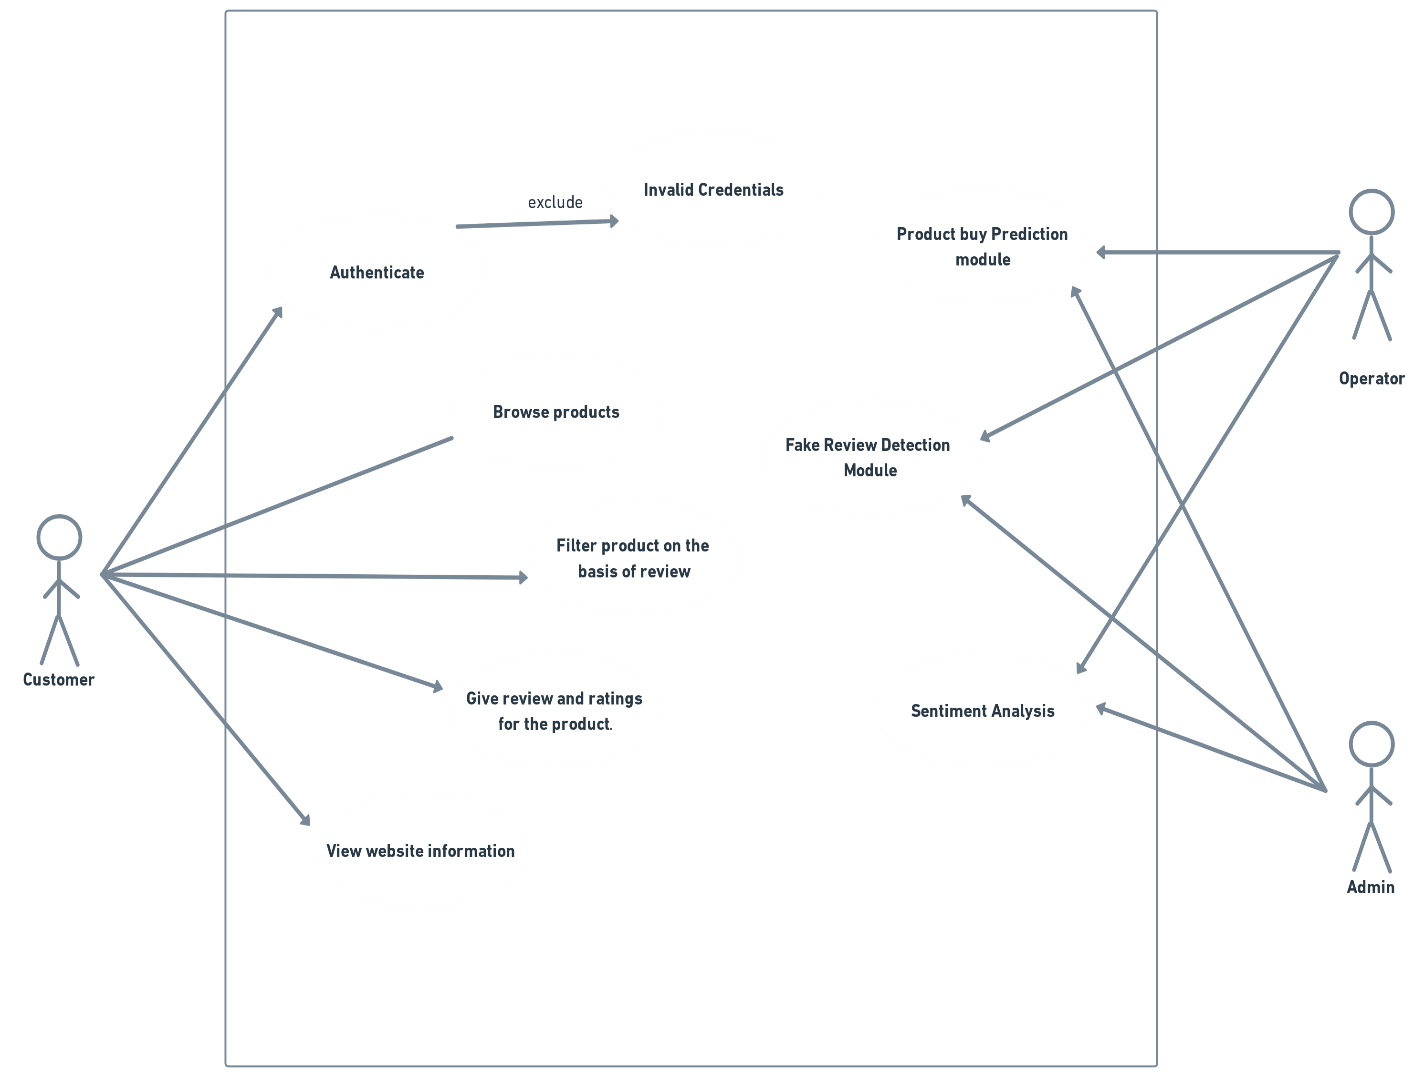 Invalid Credentials
exclude
Product buy Prediction
module
Authenticate
Operator
Browse products
Fake Review Detection
Module
Filter product on the
basis of review
Customer
Give review and ratings
for the product.
Sentiment Analysis
View website information
Admin